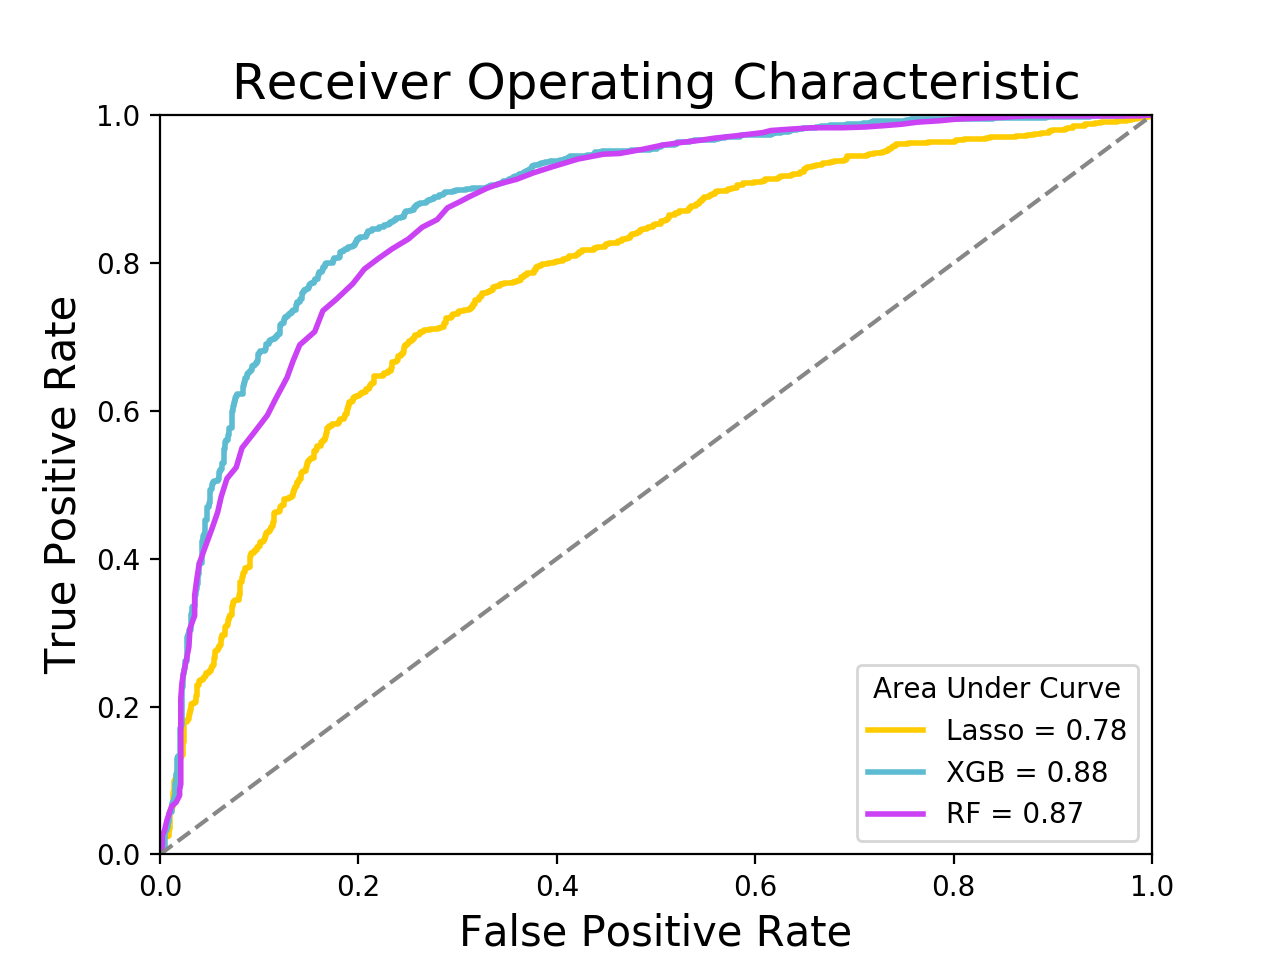 Receiver Operating Characteristic
True Positive Rate
1.0
0.8
0.6
0.4
0.2
0.0
Area Under Curve
Lasso = 0.78
XGB = 0.88
RF = 0.87
0.0 0.2 0.4 0.6 0.8 1.0
False Positive Rate